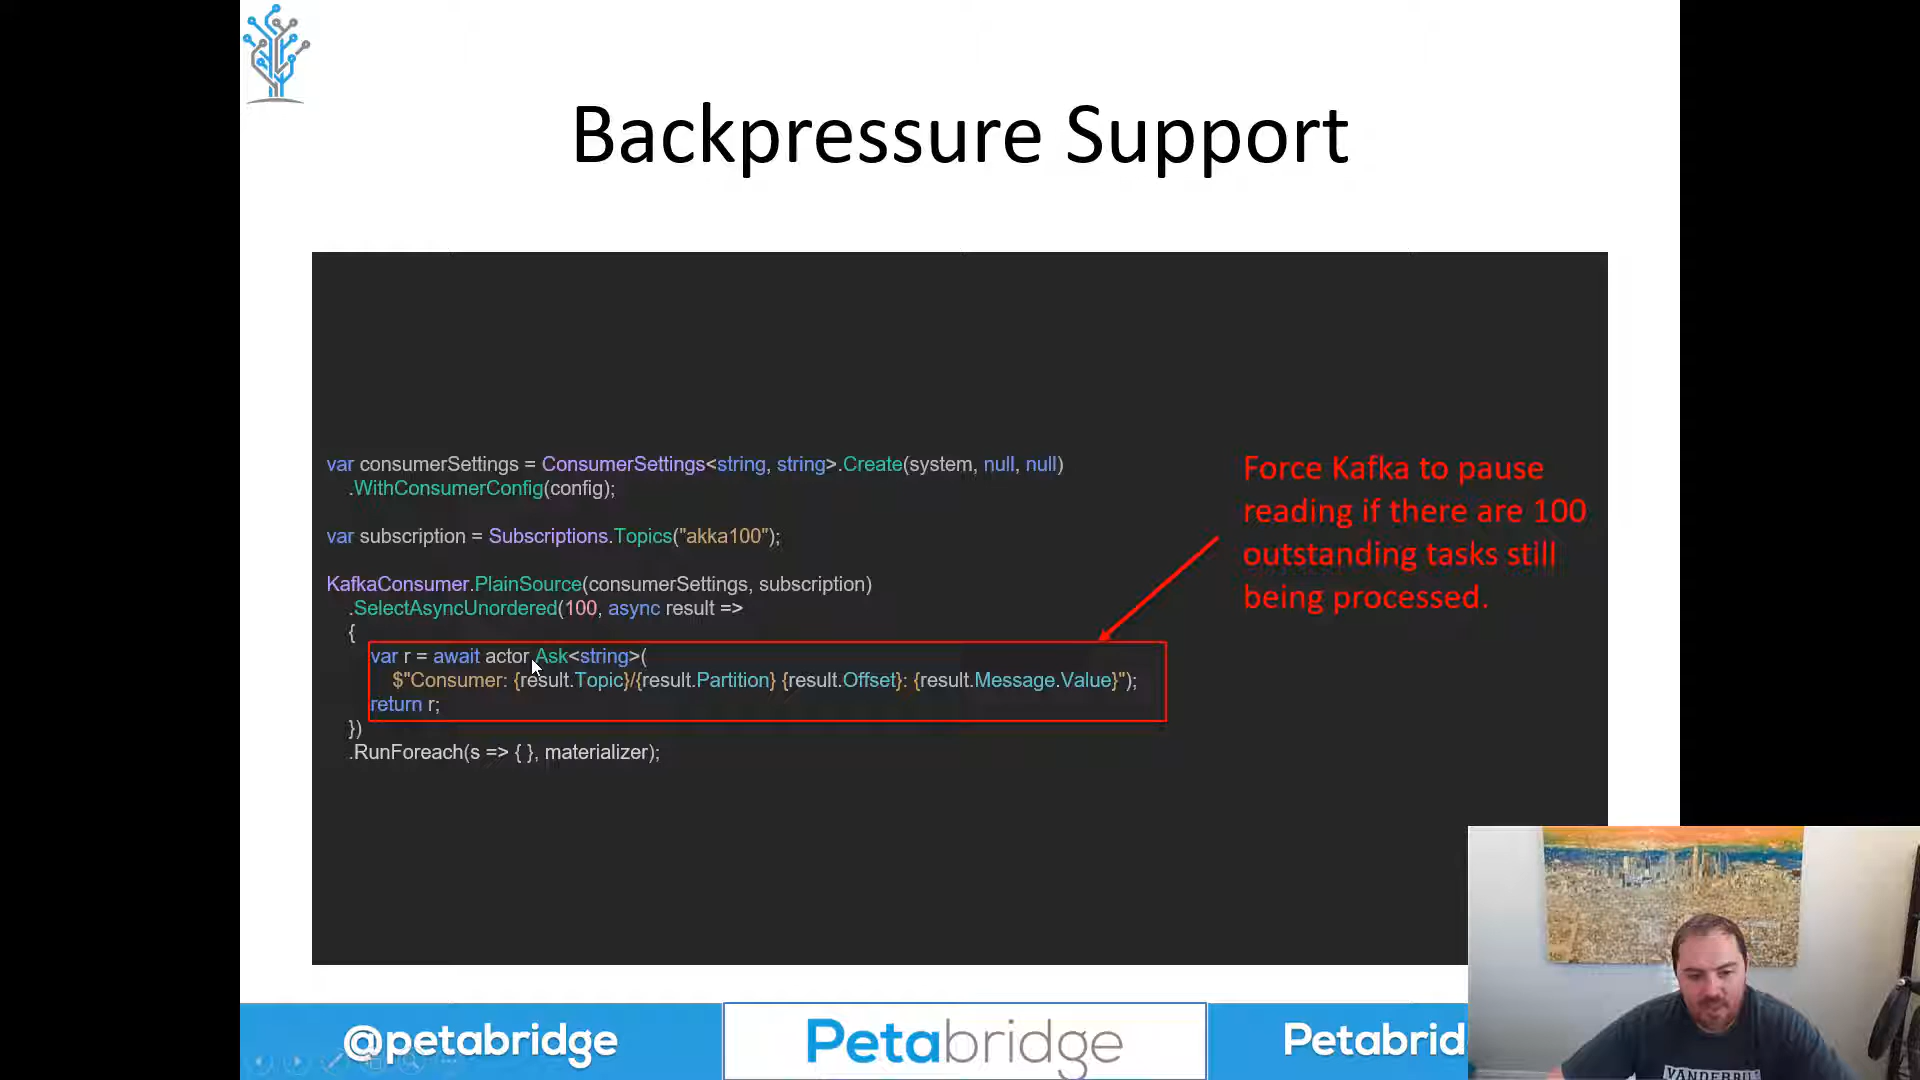 Backpressure Support
var consumerSettings = ConsumerSettings<string, string>.Create(system, null, null)
.WithConsumerConfig(config);
var subscription = Subscriptions.Topics("akka100");
KafkaConsumer.PlainSource(consumerSettings, subscription)
.SelectAsyncUnordered(100, async result =>
{
var r = await actor.Ask<string>(
$"Consumer: {result.Topic}/{result.Partition} {result.Offset}: {result.Message.Value}");
return r;
})
.RunForeach(s => { }, materializer);
Force Kafka to pause
reading if there are 100
outstanding tasks still
being processed.
@petabridge
Petabridge
Petabrid